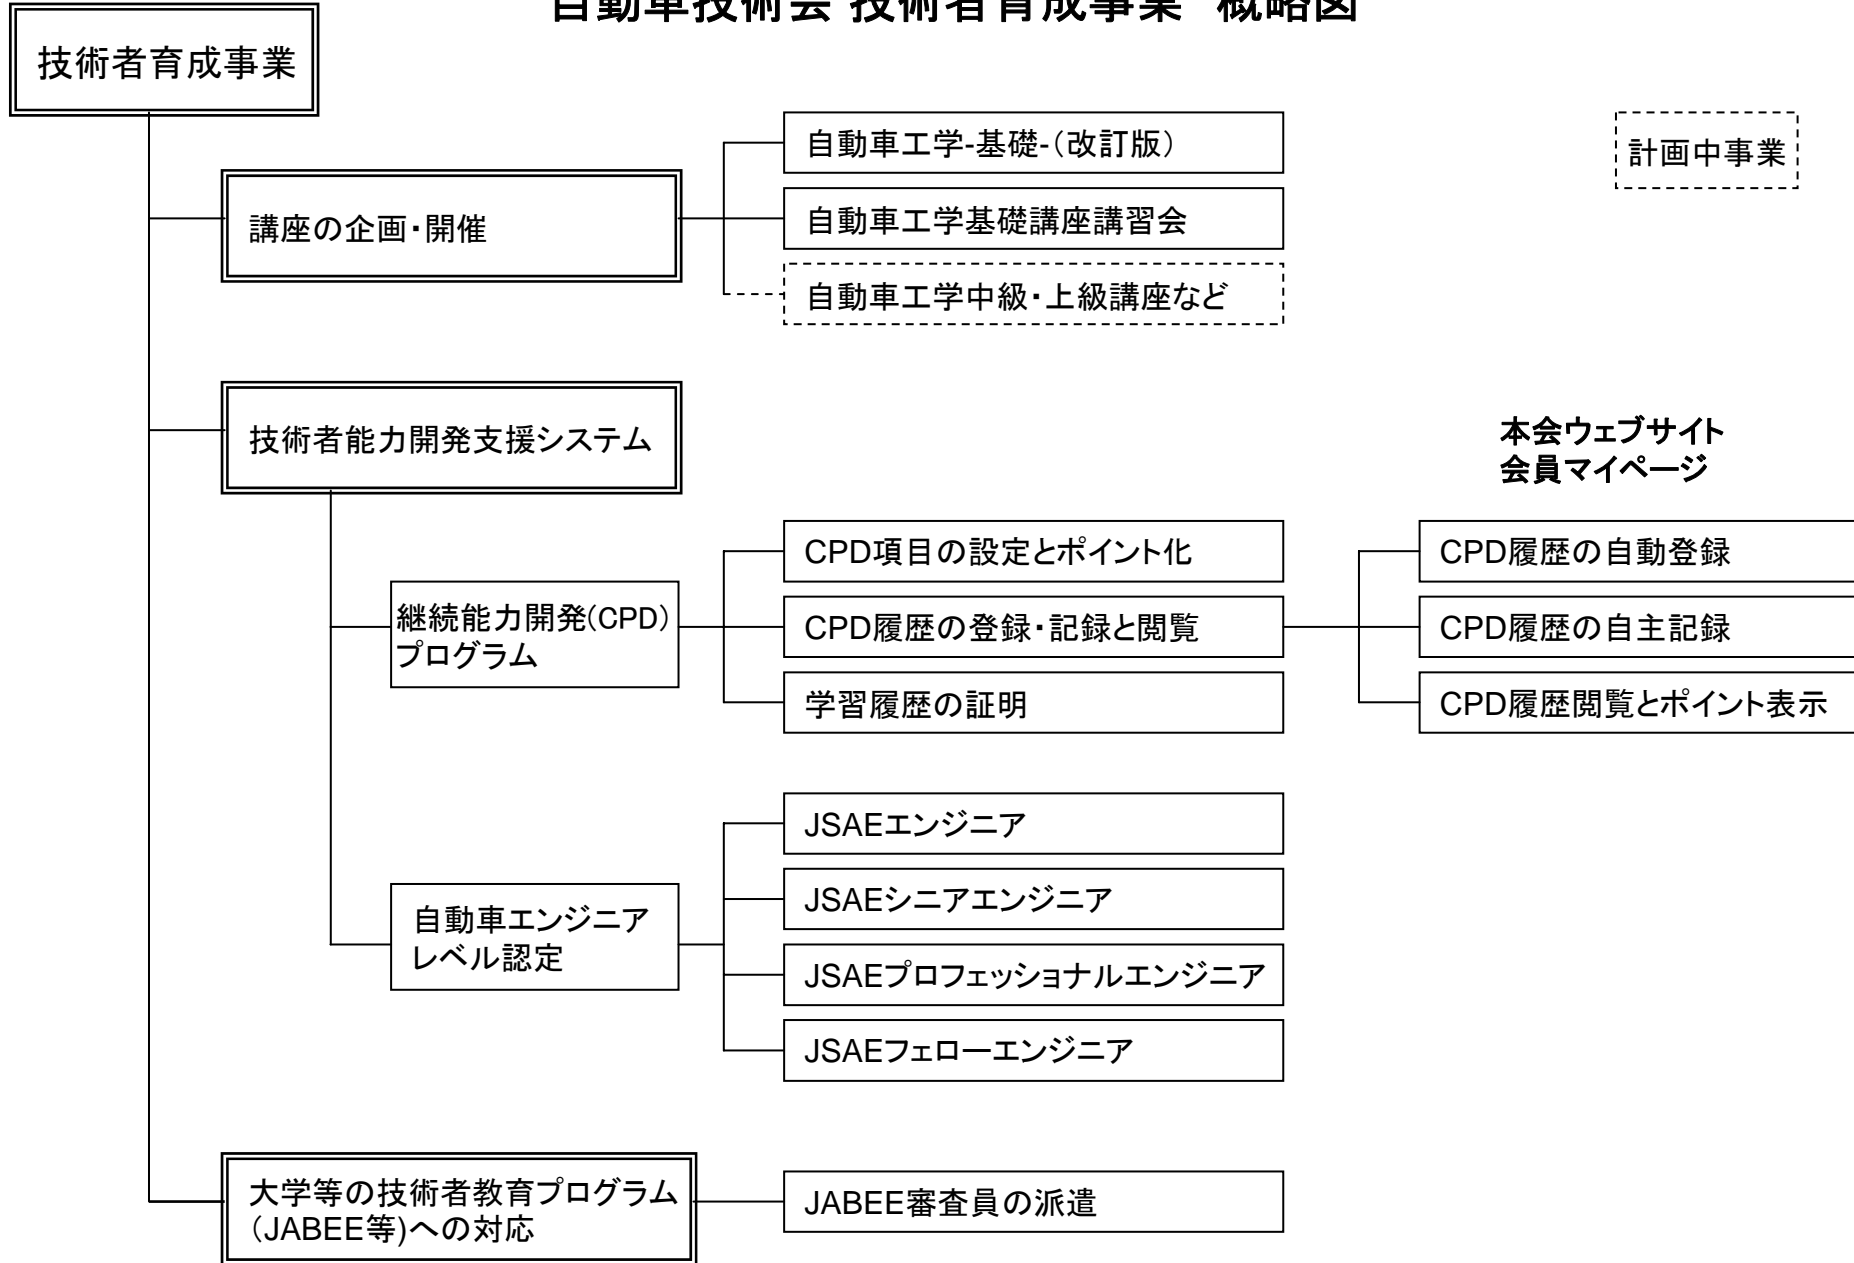 自動車技術会 技術者育成事業 概略図
技術者育成事業
計画中事業
講座の企画・開催
自動車工学-基礎-（改訂版）
自動車工学基礎講座講習会
自動車工学中級・上級講座など
技術者能力開発支援システム
本会ウェブサイト
会員マイページ
継続能力開発(CPD)
プログラム
CPD項目の設定とポイント化
CPD履歴の登録・記録と閲覧
学習履歴の証明
CPD履歴の自動登録
CPD履歴の自主記録
CPD履歴閲覧とポイント表示
自動車エンジニア
レベル認定
JSAEエンジニア
JSAEシニアエンジニア
JSAEプロフェッショナルエンジニア
JSAEフェローエンジニア
大学等の技術者教育プログラム
（JABEE等)への対応
JABEE審査員の派遣